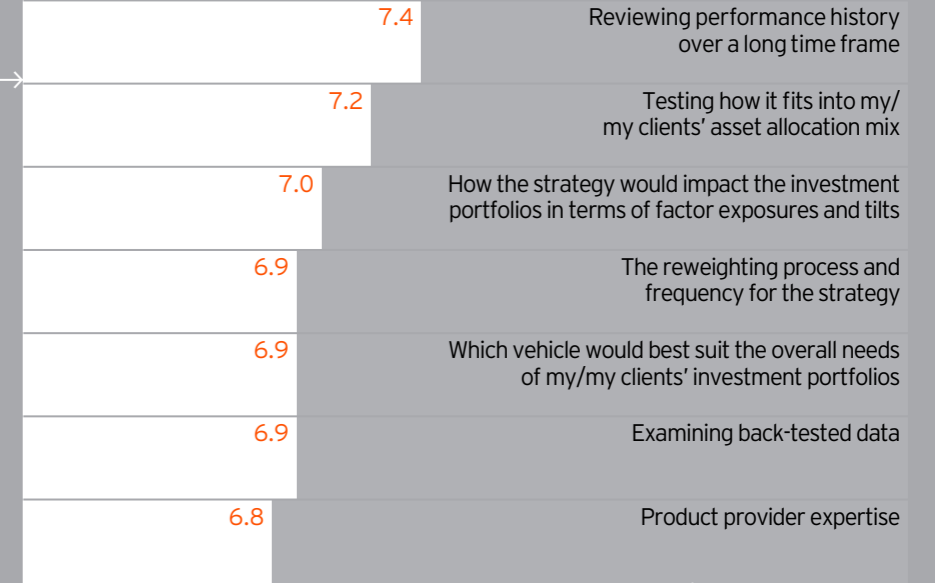 7.4
Reviewing performance history
over a long time frame
7.2
Testing how it fits into my/
my clients’ asset allocation mix
7.0
How the strategy would impact the investment
portfolios in terms of factor exposures and tilts
6.9
The reweighting process and
frequency for the strategy
6.9
Which vehicle would best suit the overall needs
of my/my clients’ investment portfolios
6.9
Examining back-tested data
6.8
Product provider expertise